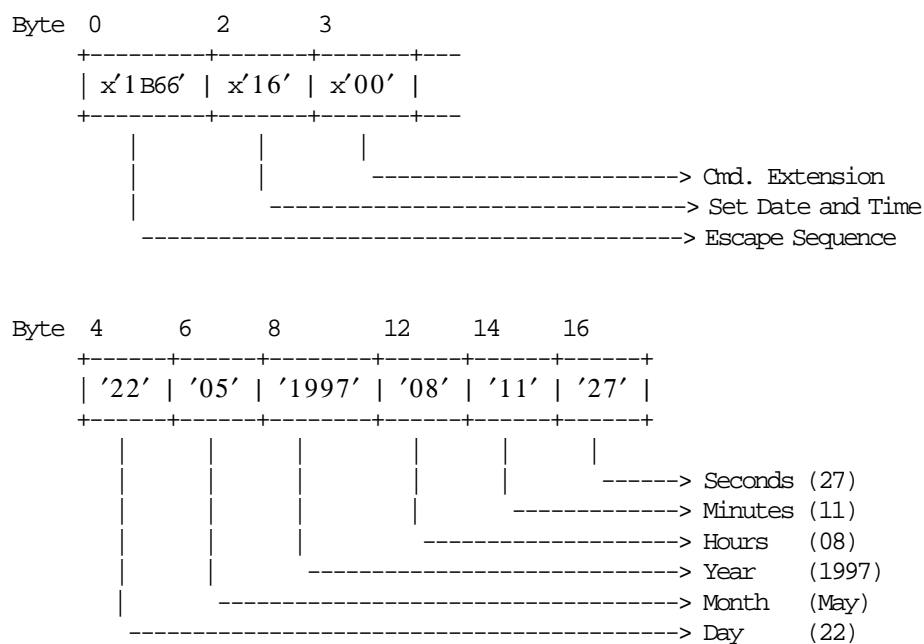 Byte 0 2 3
+---------+-------+-------+---
| x′1B66′ | x′16′ | x′00′ |
+---------+-------+-------+---
| | |
| | ------------------------> Cmd. Extension
| --------------------------------> Set Date and Time
------------------------------------------> Escape Sequence
Byte 4 6 8 12 14 16
+------+------+--------+------+------+------+
| ′22′ | ′05′ | ′1997′ | ′08′ | ′11′ | ′27′ |
+------+------+--------+------+------+------+
| | | | | |
| | | | | ------> Seconds (27)
| | | | -------------> Minutes (11)
| | | --------------------> Hours (08)
| | -----------------------------> Year (1997)
| ------------------------------------> Month (May)
-------------------------------------------> Day (22)